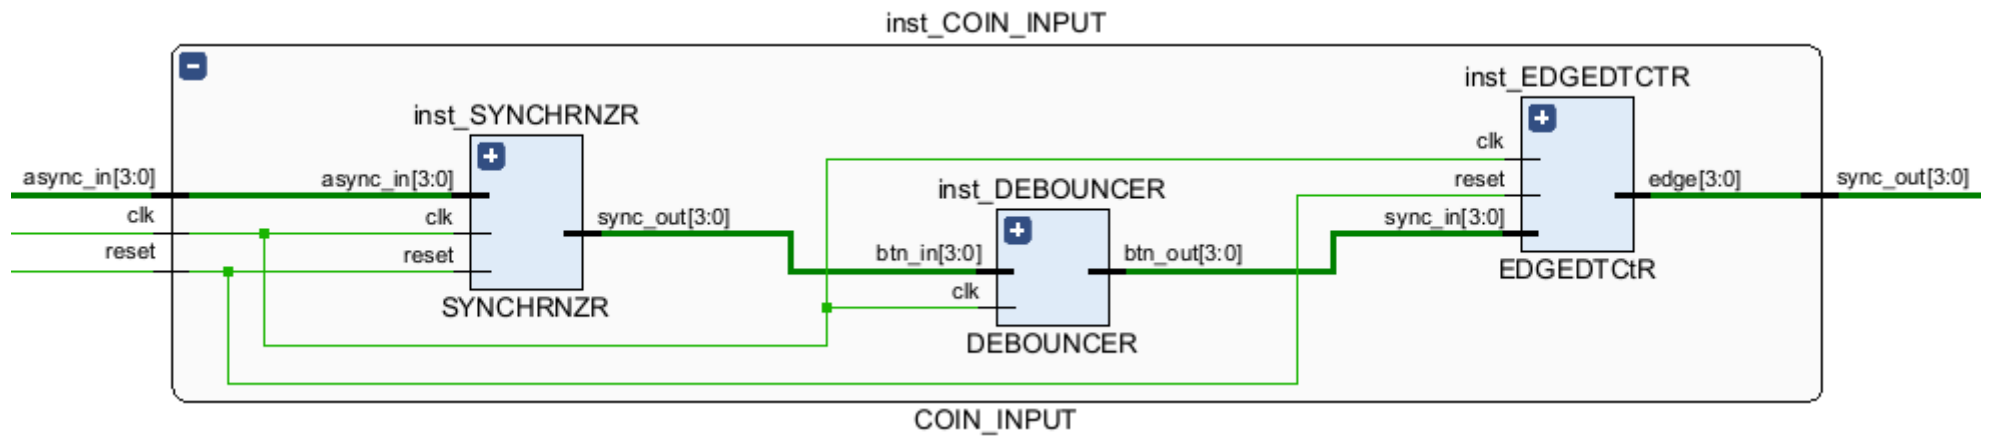 inst_COIN_INPUT
inst_EDGEDTCTR
inst_SYNCHRNZR
clk
async_in[3:0]
async_in[3:0]
reset
edge[3:0]
sync_out[3:0]
inst_DEBOUNCER
clk
clk
sync_out[3:0]
sync_in[3:0]
reset
reset
btn_in[3:0]
btn_out[3:0]
EDGEDTCtR
clk
SYNCHRNZR
DEBOUNCER
COIN_INPUT